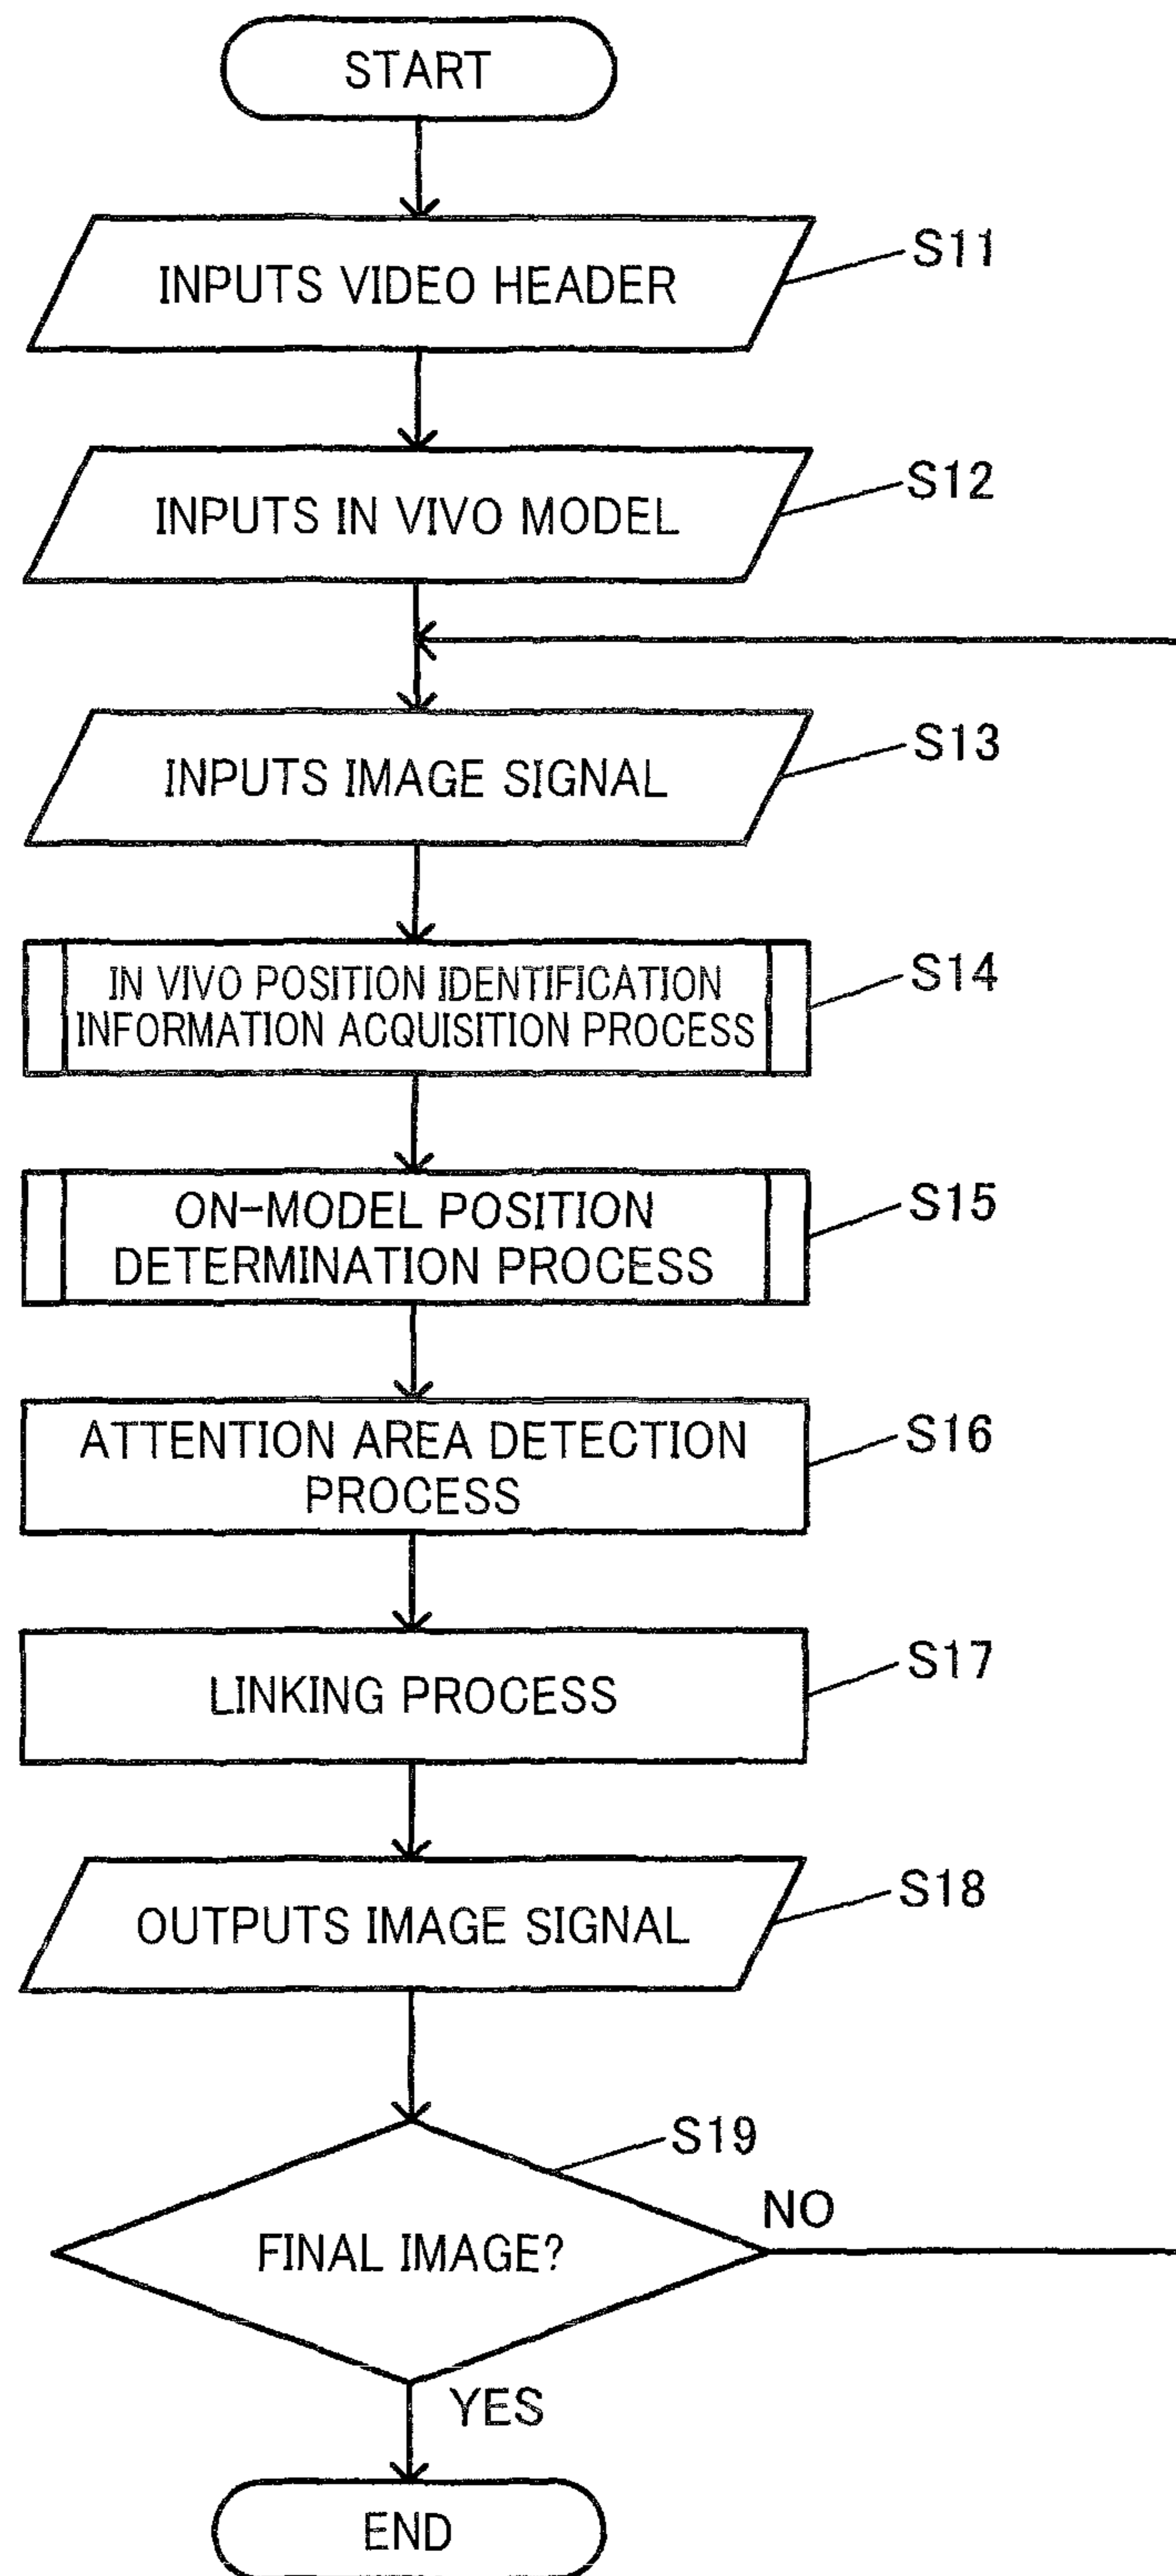 START
INPUTS VIDEO HEADER
S11
INPUTS IN VIVO MODEL
S12
INPUTS IMAGE SIGNAL
S13
IN VIVO POSITION IDENTIFICATION
INFORMATION ACQUISITION PROCESS
S14
ON-MODEL POSITION
DETERMINATION PROCESS
S15
ATTENTION AREA DETECTION
PROCESS
S16
LINKING PROCESS
S17
OUTPUTS IMAGE SIGNAL
S18
S19
FINAL IMAGE?
NO
YES
END